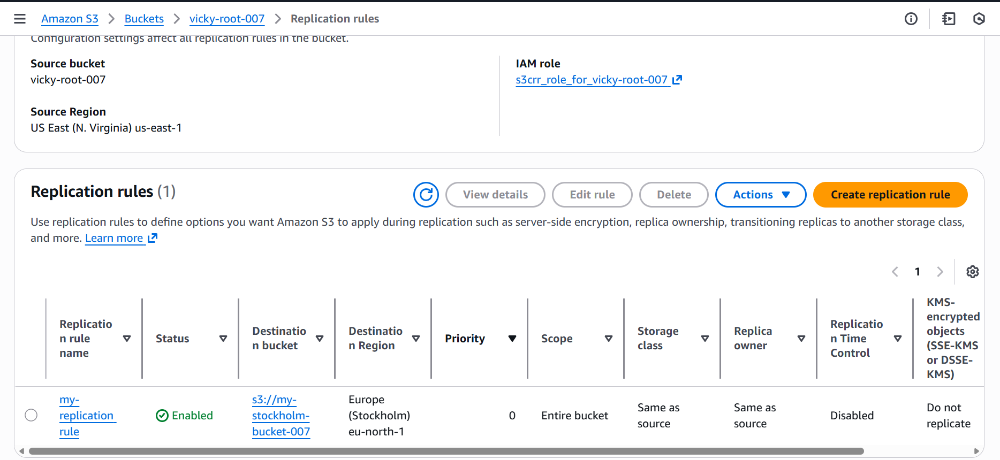 Amazon S3 > Buckets > vicky-root-007 > Replication rules
Configuration settings affect all replication rules in the bucket.
Source bucket
vicky-root-007
Source Region
US East (N. Virginia) us-east-1
IAM role
s3crr_role_for_vicky-root-007
Replication rules (1)
View details
Edit rule
Delete
Actions
Create replication rule
Use replication rules to define options you want Amazon S3 to apply during replication such as server-side encryption, replica ownership, transitioning replicas to another storage class,
and more. Learn more
1
Replicatio
n rule
name
Status
Destinatio
n bucket
Destinatio
n Region
Priority
Scope
Storage
class
Replica
owner
Replicatio
n Time
Control
KMS-
encrypted
objects
(SSE-KMS
or DSSE-
KMS)
my-
replication
rule
Enabled
s3://my-
stockholm-
bucket-007
Europe
(Stockholm)
eu-north-1
0
Entire bucket
Same as
source
Same as
source
Disabled
Do not
replicate